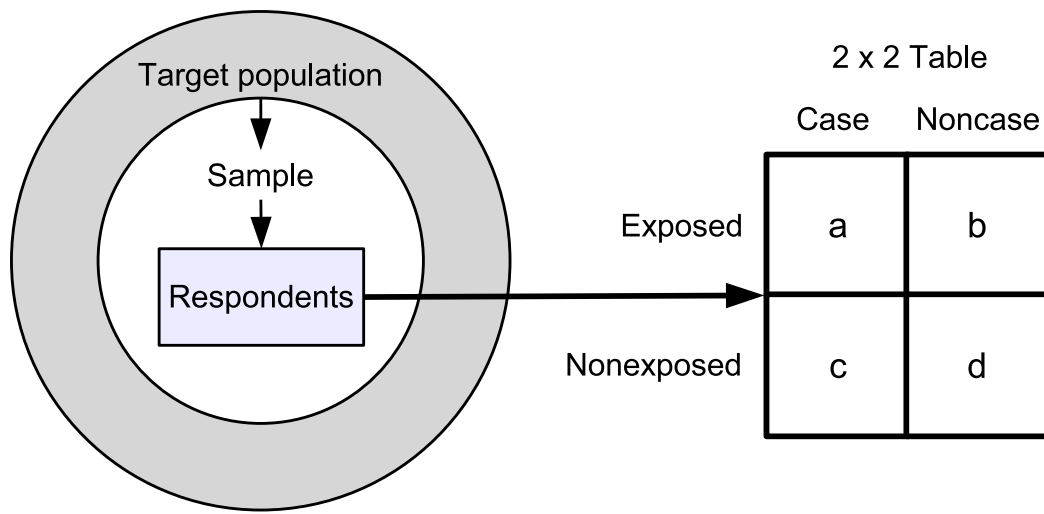 Target population
Sample
Respondents
2 x 2 Table
Case Noncase
Exposed a b
Nonexposed c d